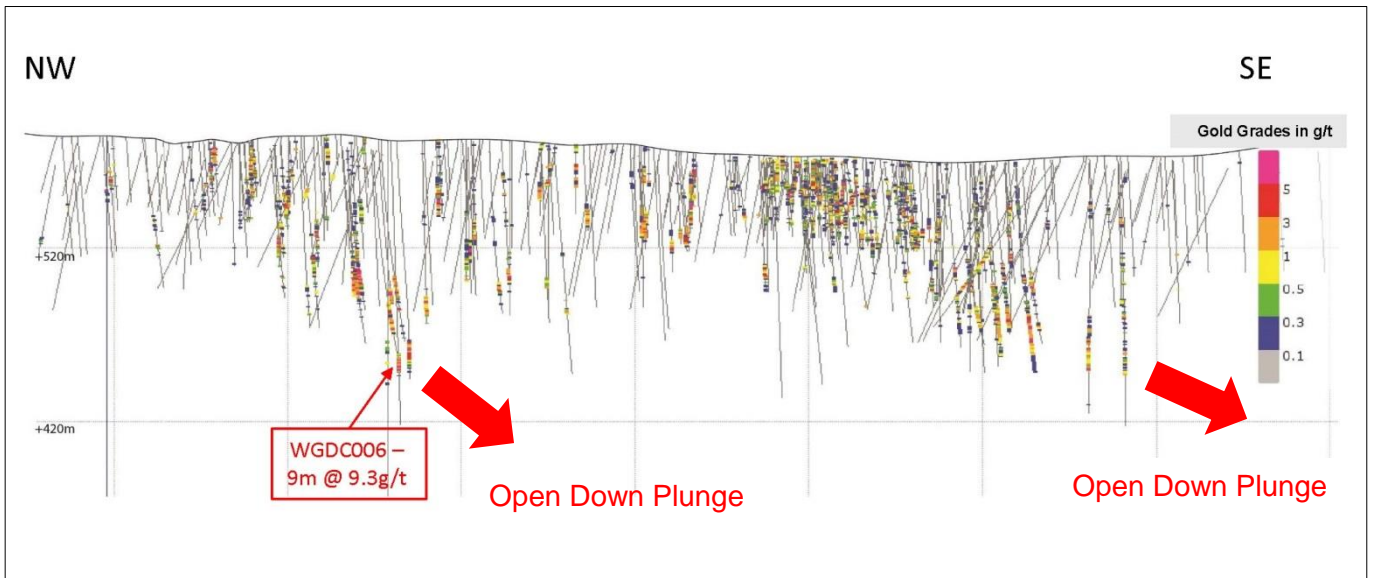 NW
SE
Gold Grades in g/t
5
3
1
0.5
0.3
0.1
+520m
+420m
WGDC006 –
9m @ 9.3g/t
Open Down Plunge
Open Down Plunge